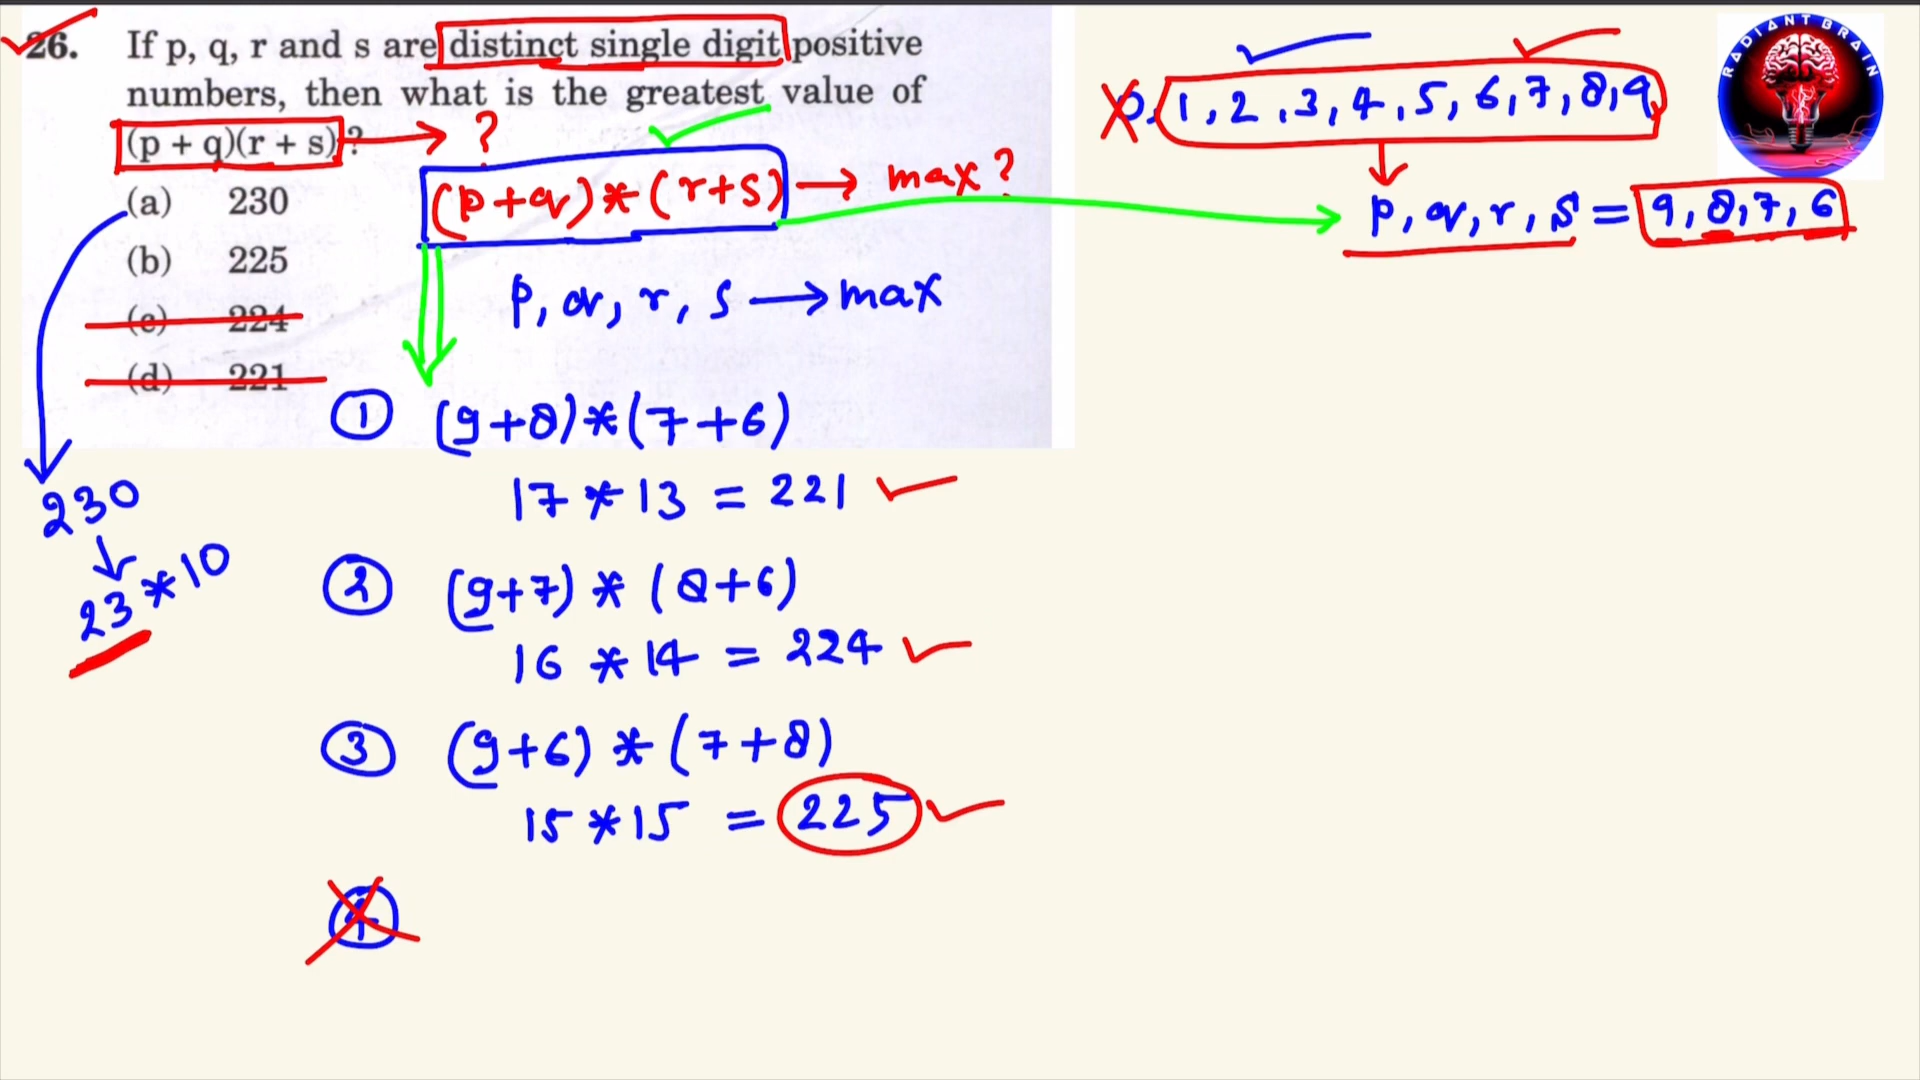 26. If p, q, r and s are distinct single digit positive
numbers, then what is the greatest value of
(p + q)(r + s)? → ?
(a) 230
(b) 225
(c) 224
(d) 221
(p+q)*(r+s) → max?
p, q, r, s → max
0, 1, 2, 3, 4, 5, 6, 7, 8, 9
p, q, r, s = 9, 8, 7, 6
RADIANT BRAIN
① (9+8)*(7+6)
17 * 13 = 221
② (9+7) * (8+6)
16 * 14 = 224
③ (9+6) * (7+8)
15 * 15 = 225
④
230
23 * 10